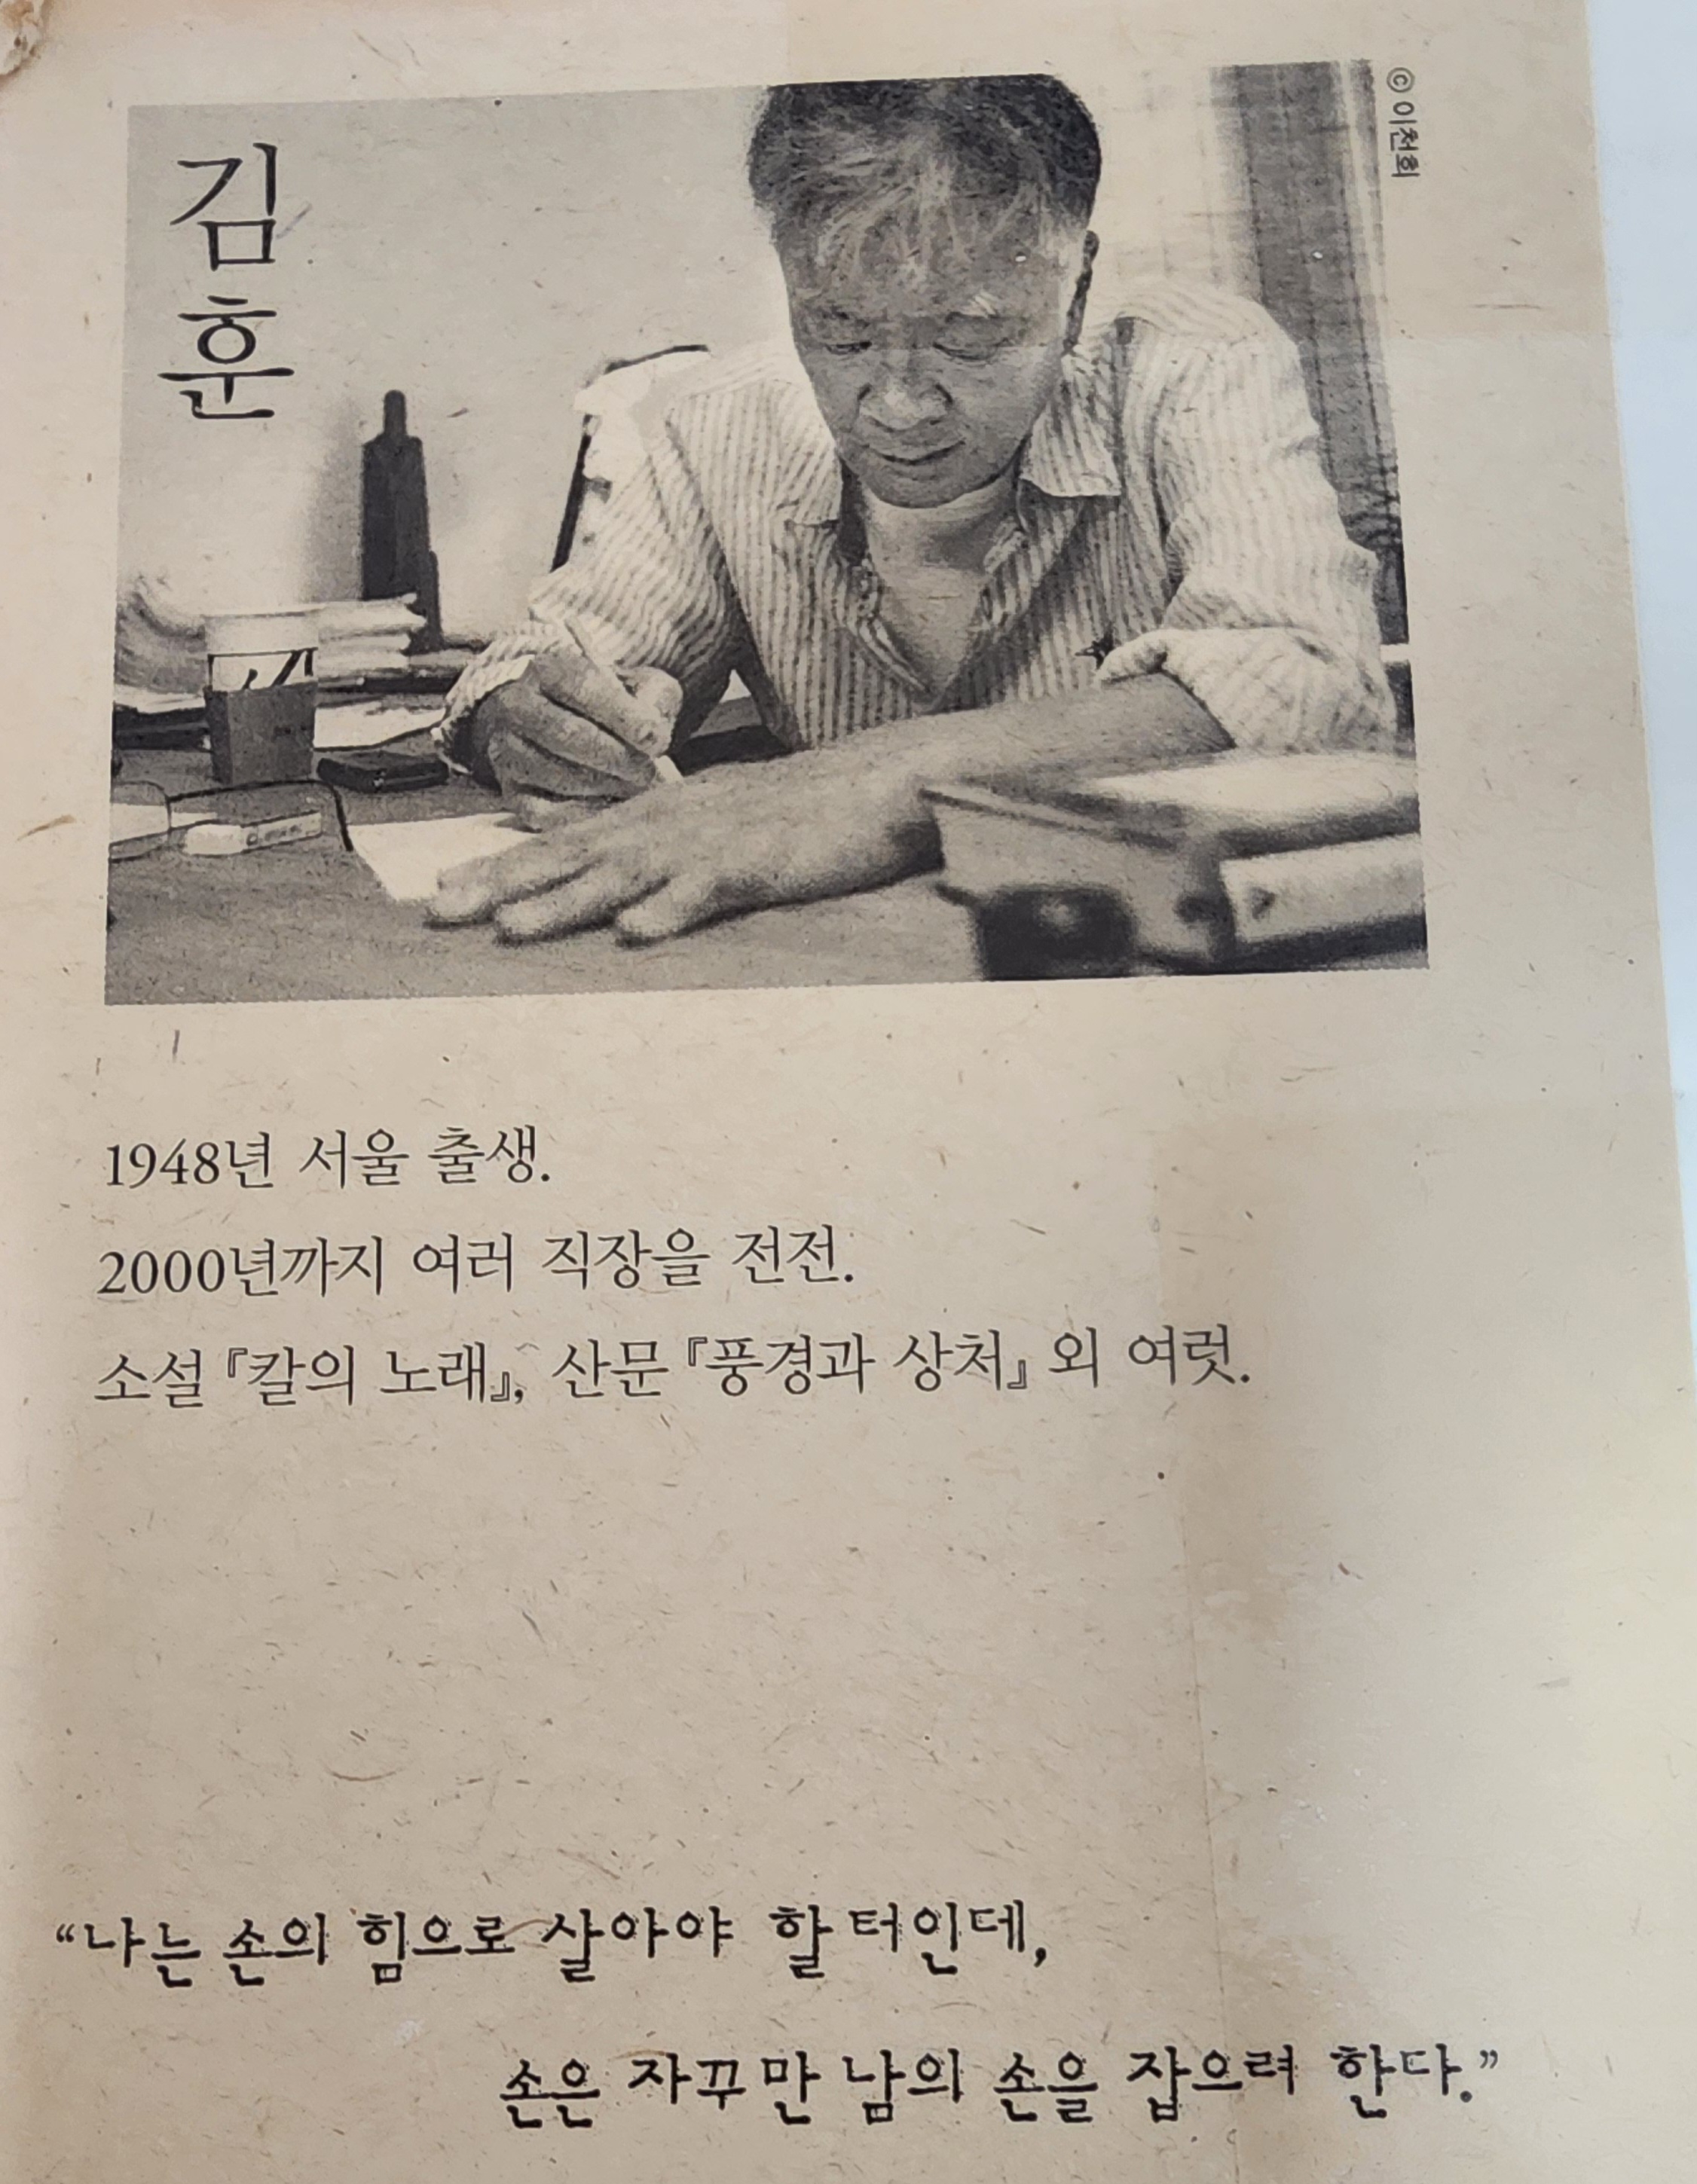 김훈
ⓒ 이천희
1948년 서울 출생.
2000년까지 여러 직장을 전전.
소설 『칼의 노래』, 산문 『풍경과 상처』 외 여럿.
“나는 손의 힘으로 살아야 할 터인데,
손은 자꾸만 남의 손을 잡으려 한다.”